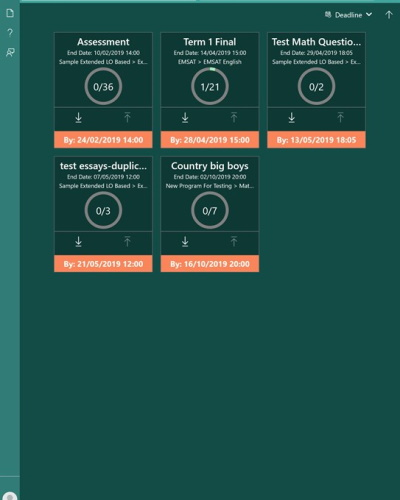 Deadline
Assessment
End Date: 10/02/2019 14:00
Sample Extended LO Based > Ex...
0/36
By: 24/02/2019 14:00
Term 1 Final
End Date: 14/04/2019 15:00
EMSAT > EMSAT English
1/21
By: 28/04/2019 15:00
Test Math Questio...
End Date: 29/04/2019 18:05
Sample Extended LO Based > Ex...
0/2
By: 13/05/2019 18:05
test essays-duplic...
End Date: 07/05/2019 12:00
Sample Extended LO Based > Ex...
0/3
By: 21/05/2019 12:00
Country big boys
End Date: 02/10/2019 20:00
New Program For Testing > Mat...
0/7
By: 16/10/2019 20:00